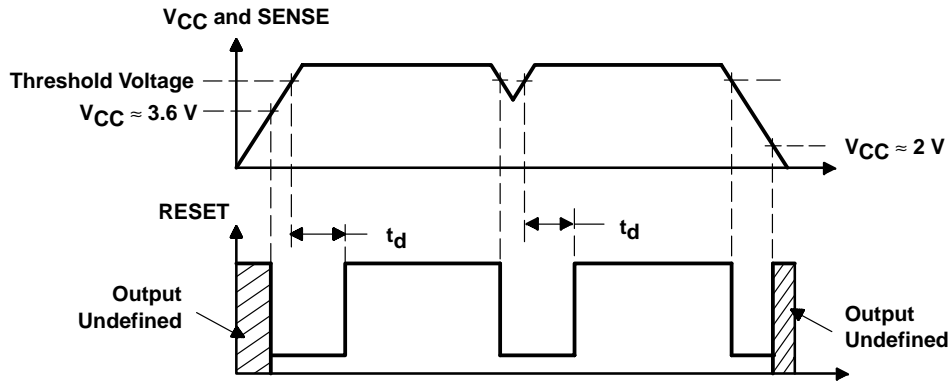 VCC and SENSE
Threshold Voltage
VCC ≈ 3.6 V
VCC ≈ 2 V
RESET
td
td
Output
Undefined
Output
Undefined